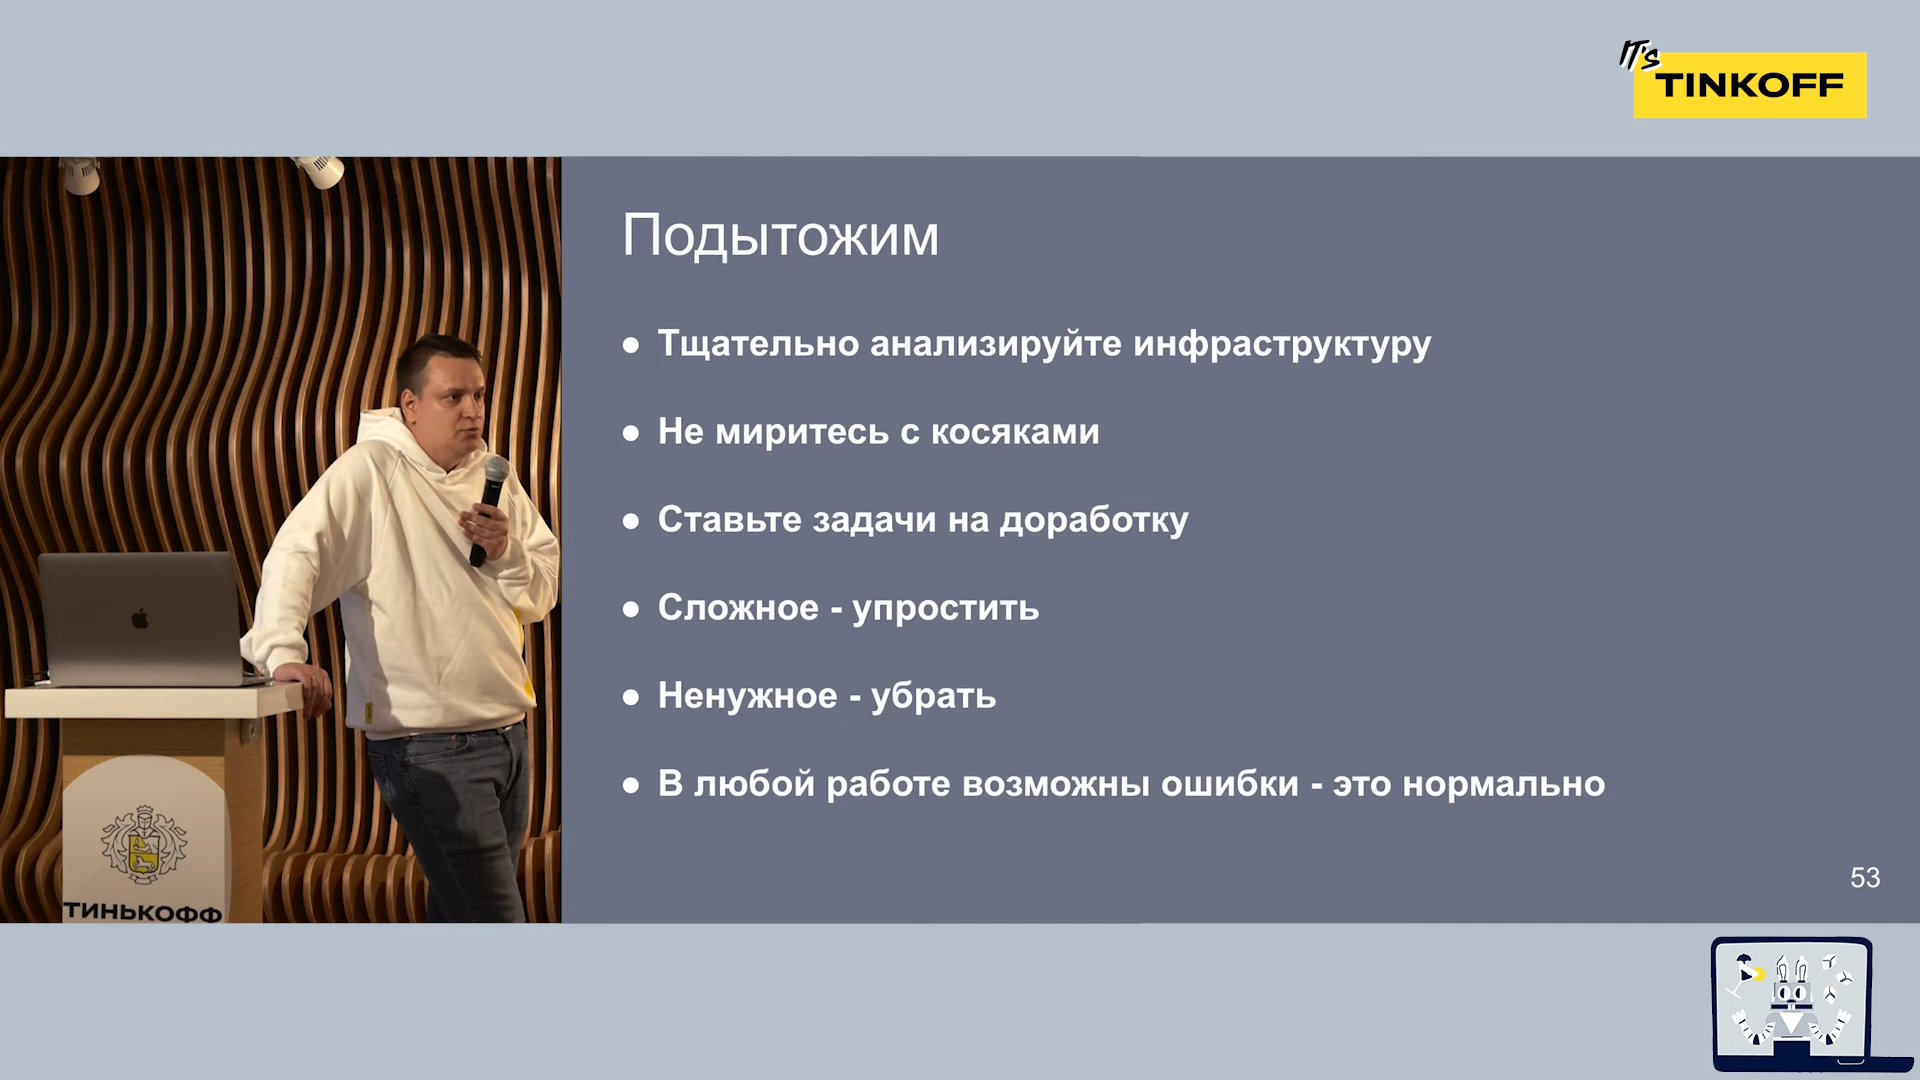 IT's
TINKOFF
Подытожим
● Тщательно анализируйте инфраструктуру
● Не миритесь с косяками
● Ставьте задачи на доработку
● Сложное - упростить
● Ненужное - убрать
● В любой работе возможны ошибки - это нормально
53
ТИНЬКОФФ